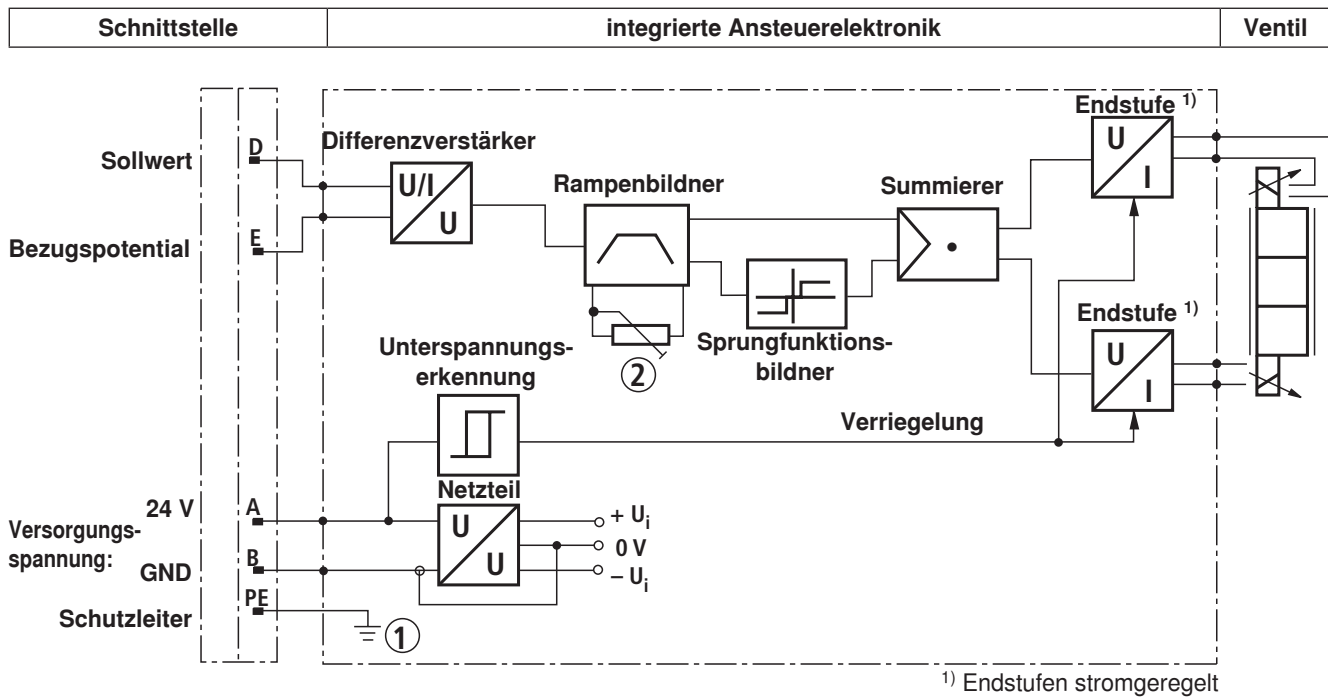 Schnittstelle
integrierte Ansteuerelektronik
Ventil
Endstufe 1)
U
I
Differenzverstärker
D
Sollwert
U/I
U
Rampenbildner
Summierer
E
Bezugspotential
Endstufe 1)
U
I
Sprungfunktions-
bildner
2
Unterspannungs-
erkennung
Verriegelung
Netzteil
24 V
A
U
U
+ Ui
0 V
– Ui
Versorgungs-
spannung:
B
GND
PE
Schutzleiter
1
1) Endstufen stromgeregelt